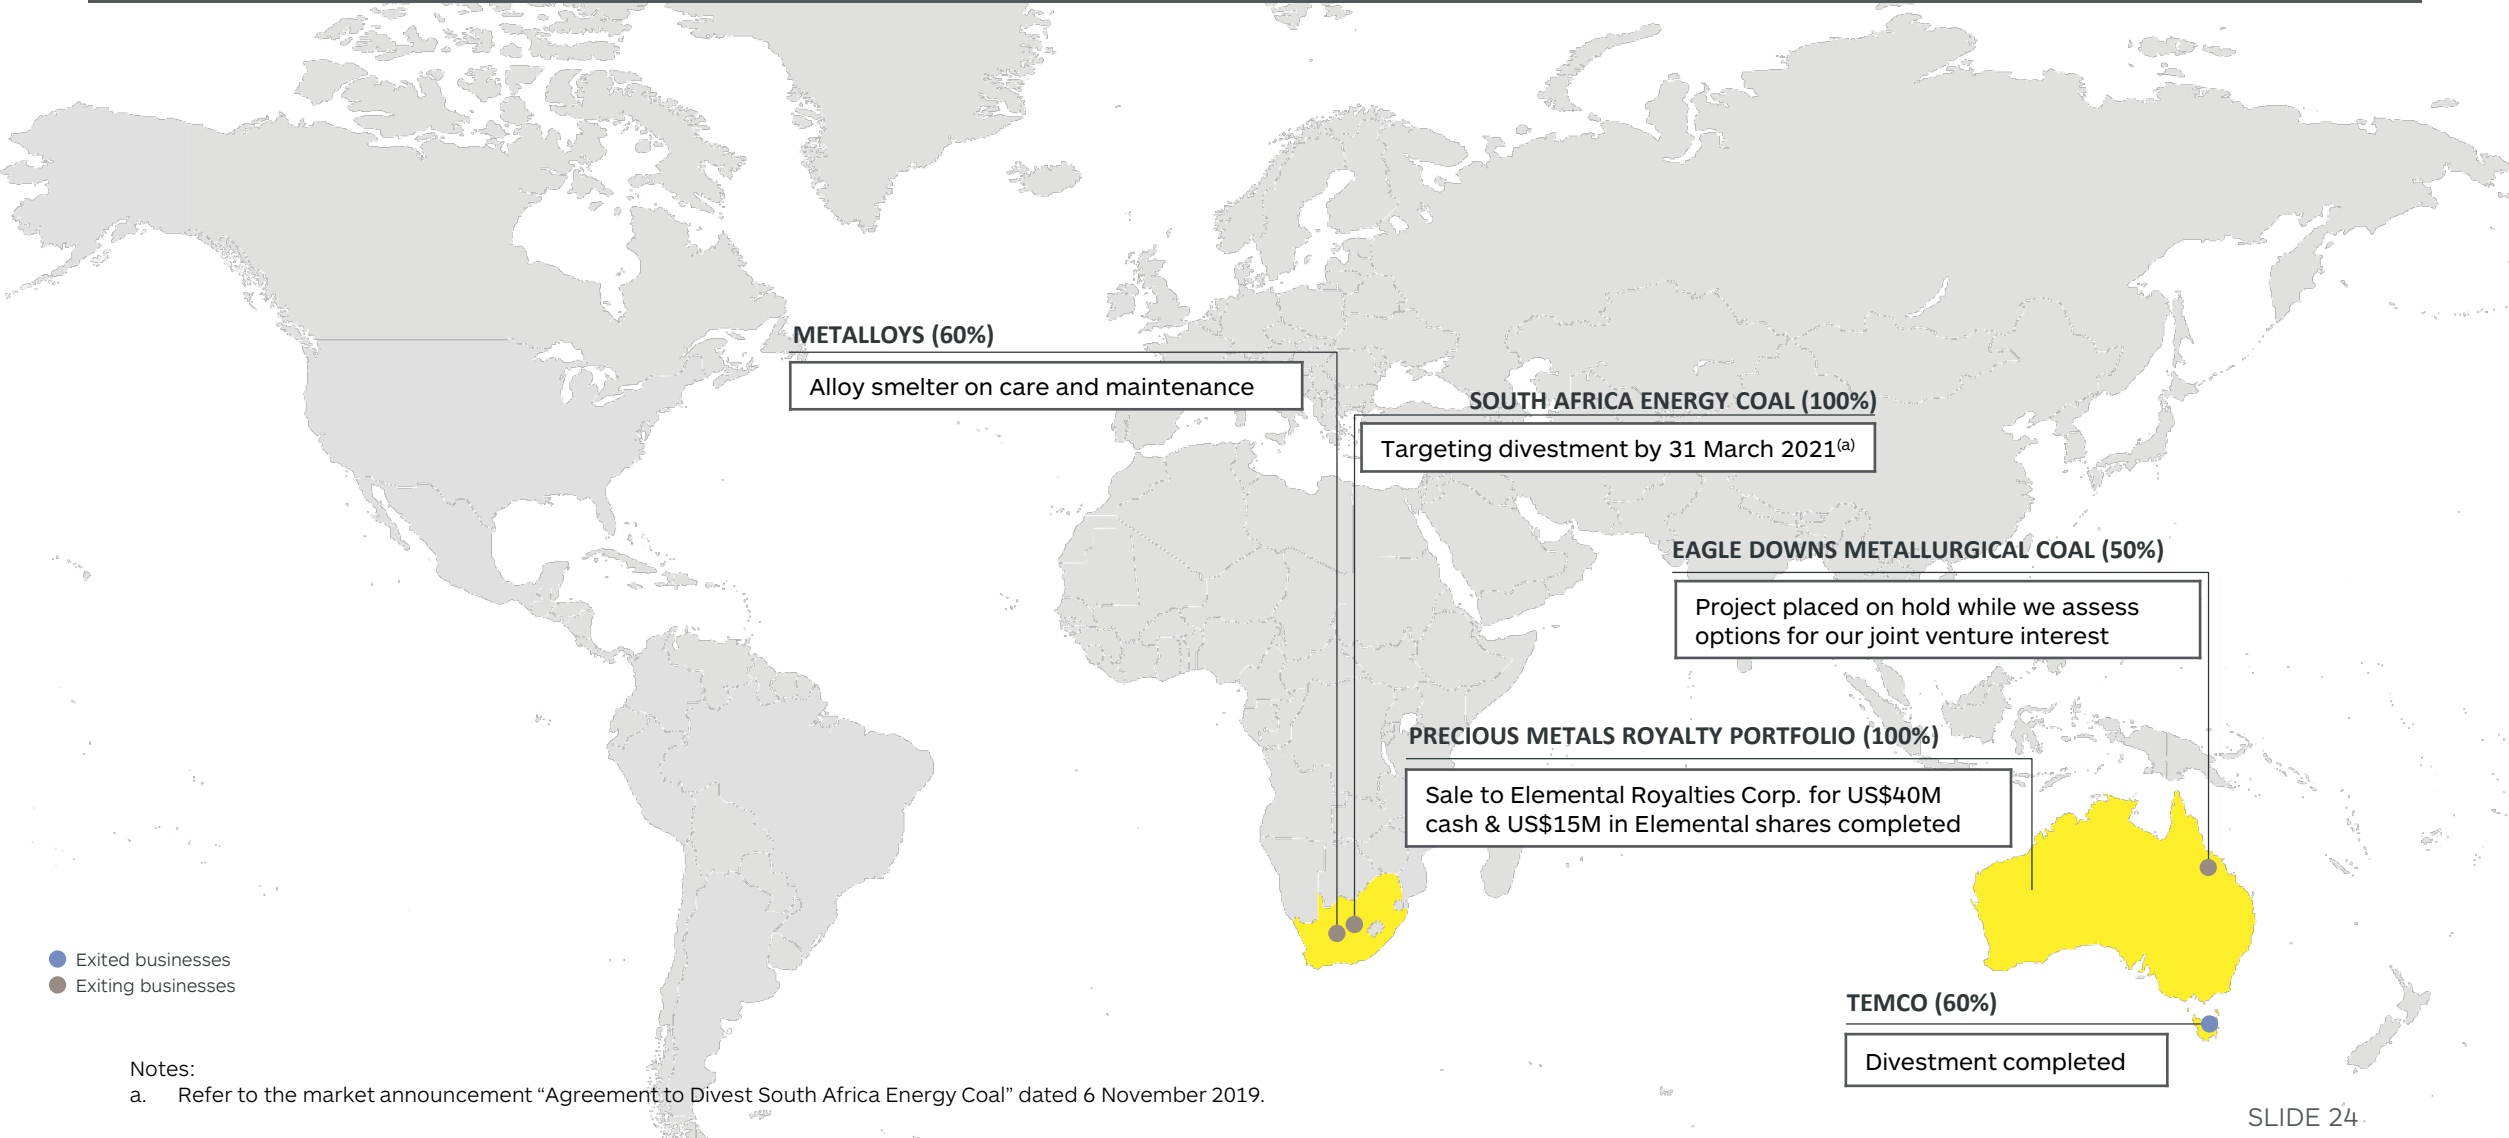 METALLOYS (60%)
Alloy smelter on care and maintenance
SOUTH AFRICA ENERGY COAL (100%)
Targeting divestment by 31 March 2021(a)
EAGLE DOWNS METALLURGICAL COAL (50%)
Project placed on hold while we assess
options for our joint venture interest
PRECIOUS METALS ROYALTY PORTFOLIO (100%)
Sale to Elemental Royalties Corp. for US$40M
cash & US$15M in Elemental shares completed
Exited businesses
Exiting businesses
TEMCO (60%)
Divestment completed
Notes:
a. Refer to the market announcement “Agreement to Divest South Africa Energy Coal” dated 6 November 2019.
SLIDE 24